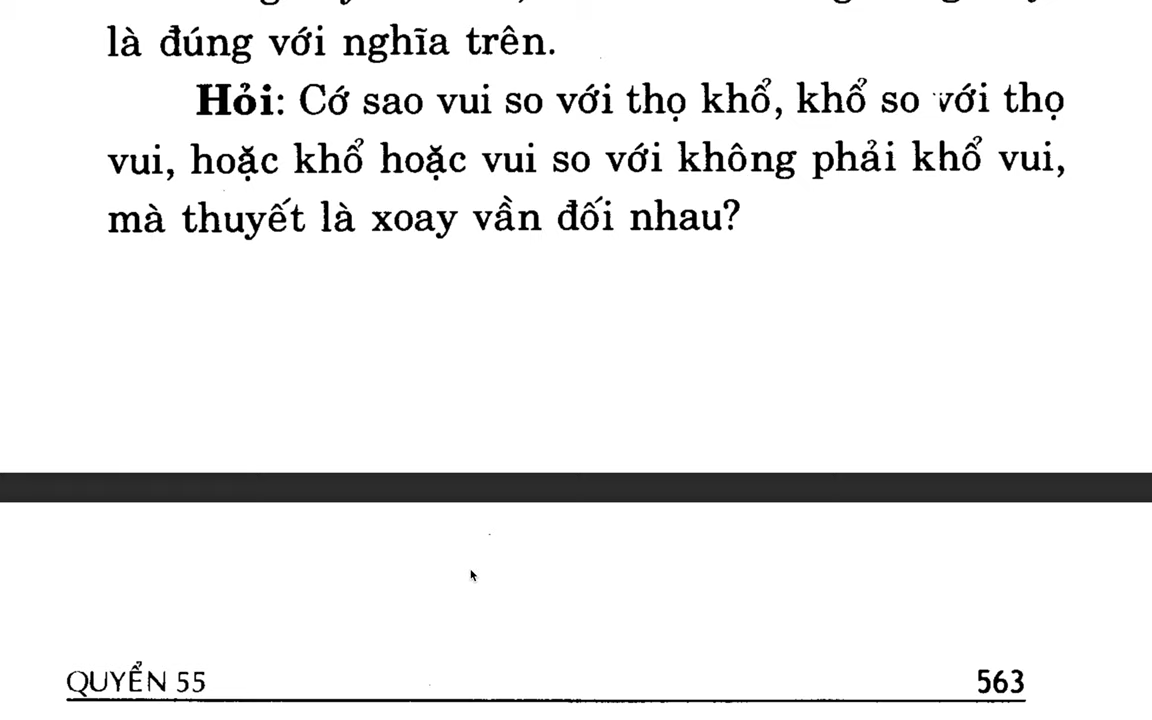 là đúng với nghĩa trên.
Hỏi: Cớ sao vui so với thọ khổ, khổ so với thọ
vui, hoặc khổ hoặc vui so với không phải khổ vui,
mà thuyết là xoay vần đối nhau?
QUYỂN 55 563